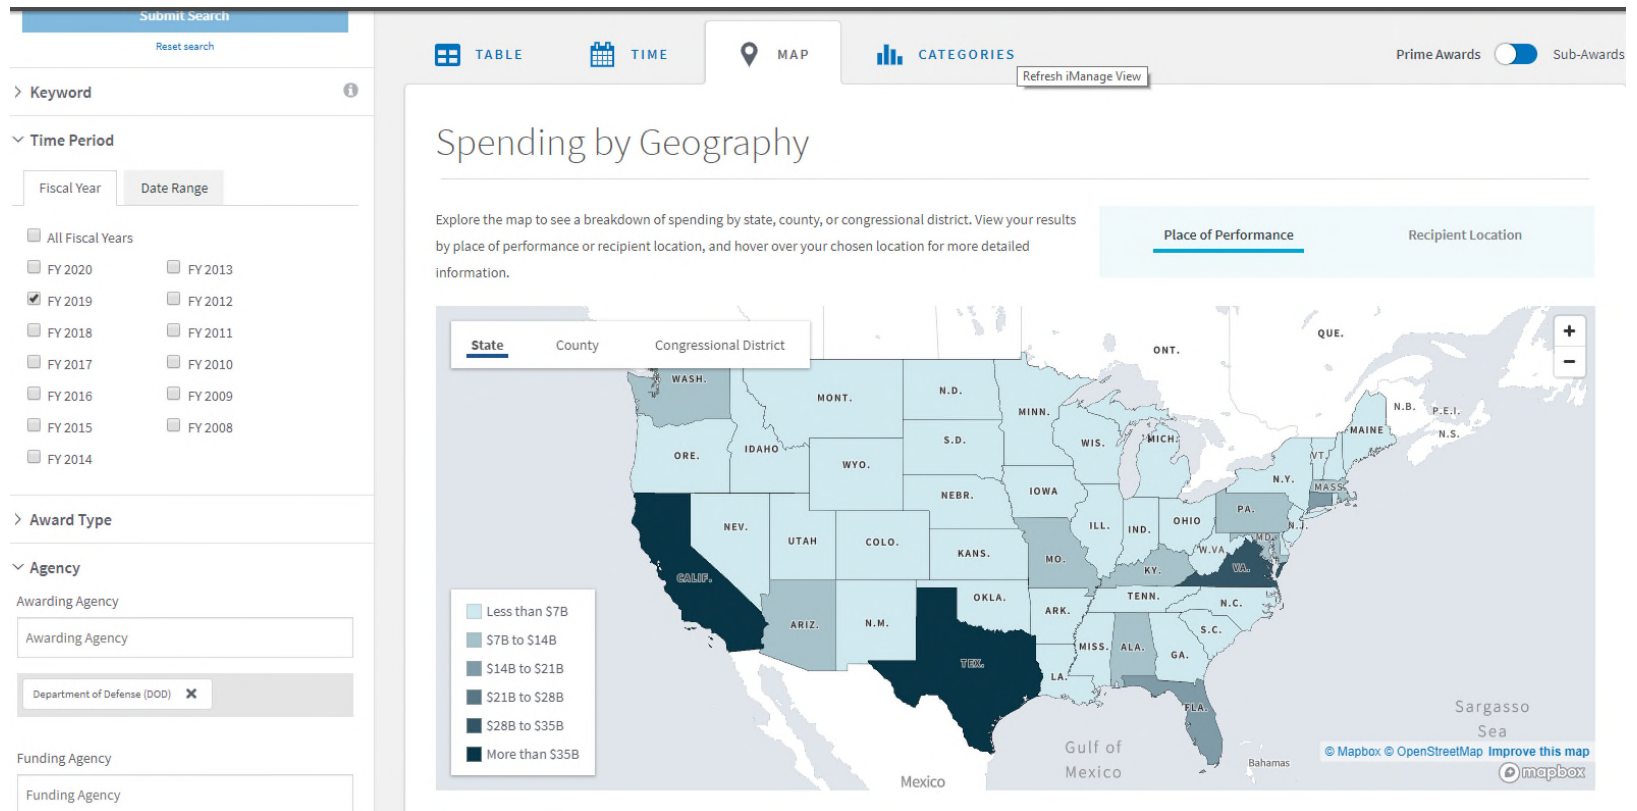 Submit Search
Reset search
Keyword
Time Period
Fiscal Year Date Range
All Fiscal Years
FY 2020 FY 2013
FY 2019 FY 2012
FY 2018 FY 2011
FY 2017 FY 2010
FY 2016 FY 2009
FY 2015 FY 2008
FY 2014
Award Type
Agency
Awarding Agency
Awarding Agency
Department of Defense (DOD)
Funding Agency
Funding Agency
TABLE TIME MAP CATEGORIES
Refresh iManage View
Prime Awards Sub-Awards
Spending by Geography
Explore the map to see a breakdown of spending by state, county, or congressional district. View your results
by place of performance or recipient location, and hover over your chosen location for more detailed
information.
Place of Performance Recipient Location
State County Congressional District
+
−
QUE.
ONT.
WASH.
MONT.
N.D.
MINN.
N.B.
P.E.I.
N.S.
MAINE
ORE.
IDAHO
WYO.
S.D.
WIS.
MICH.
VT.
N.Y.
MASS.
NEBR.
IOWA
PA.
N.J.
NEV.
UTAH
COLO.
KANS.
ILL.
IND.
OHIO
MD.
W.VA.
VA.
MO.
KY.
CALIF.
ARIZ.
N.M.
OKLA.
ARK.
TENN.
N.C.
S.C.
MISS.
ALA.
GA.
TEX.
LA.
FLA.
Less than $7B
$7B to $14B
$14B to $21B
$21B to $28B
$28B to $35B
More than $35B
Sargasso
Sea
Gulf of
Mexico
Mexico
Bahamas
© Mapbox © OpenStreetMap Improve this map
mapbox